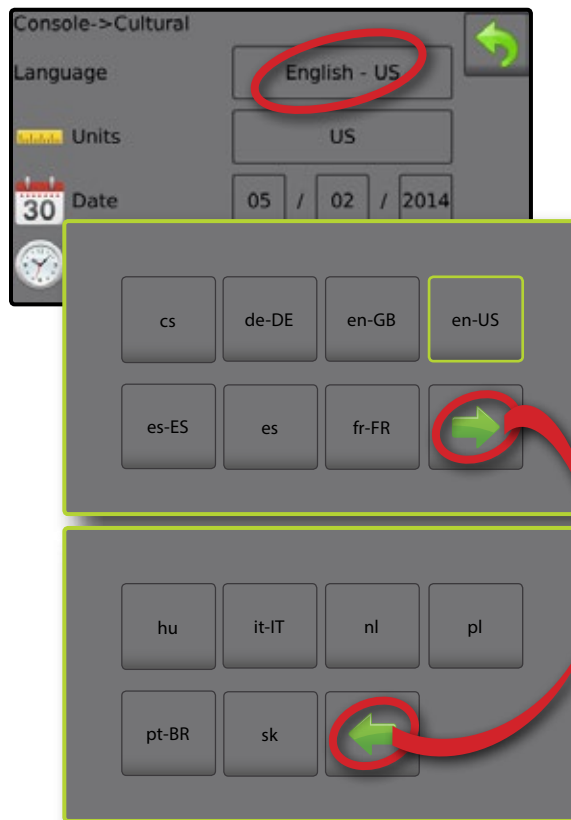 Console->Cultural
Language English - US
Units US
30 Date 05 / 02 / 2014
cs de-DE en-GB en-US
es-ES es fr-FR
hu it-IT nl pl
pt-BR sk